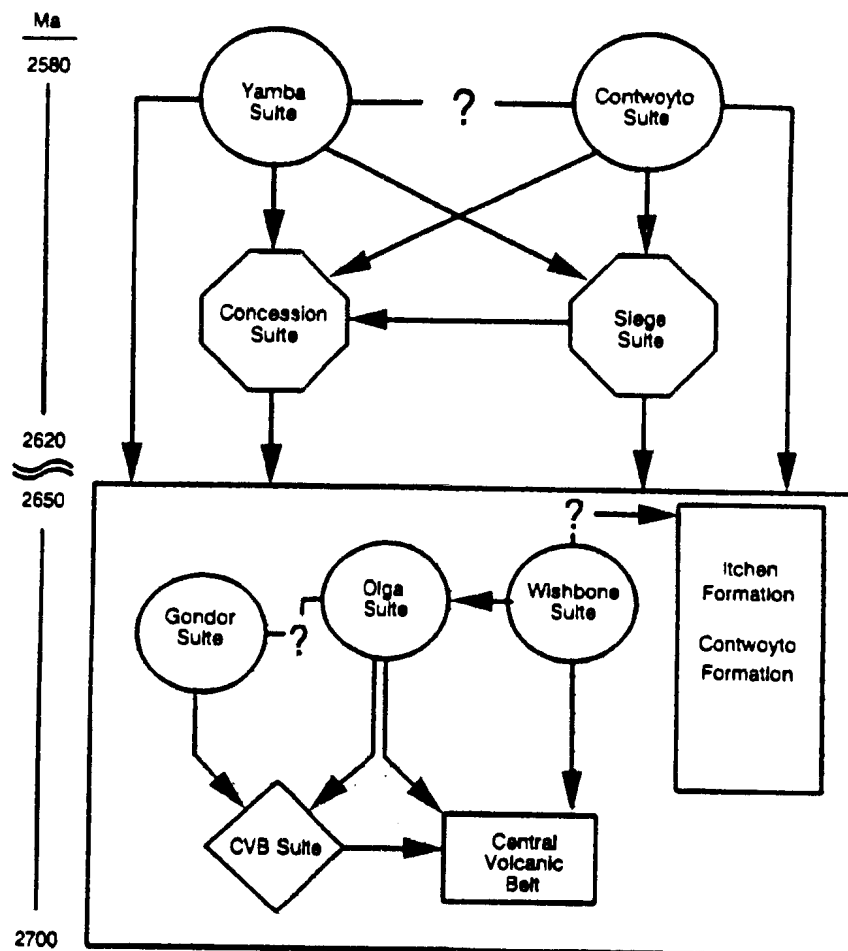 Ma
2580
Yamba
Suite
?
Contwoyto
Suite
Concession
Suite
Siege
Suite
2620
2650
?
Itchen
Formation
Contwoyto
Formation
Gondor
Suite
?
Olga
Suite
Wishbone
Suite
CVB Suite
Central
Volcanic
Belt
2700